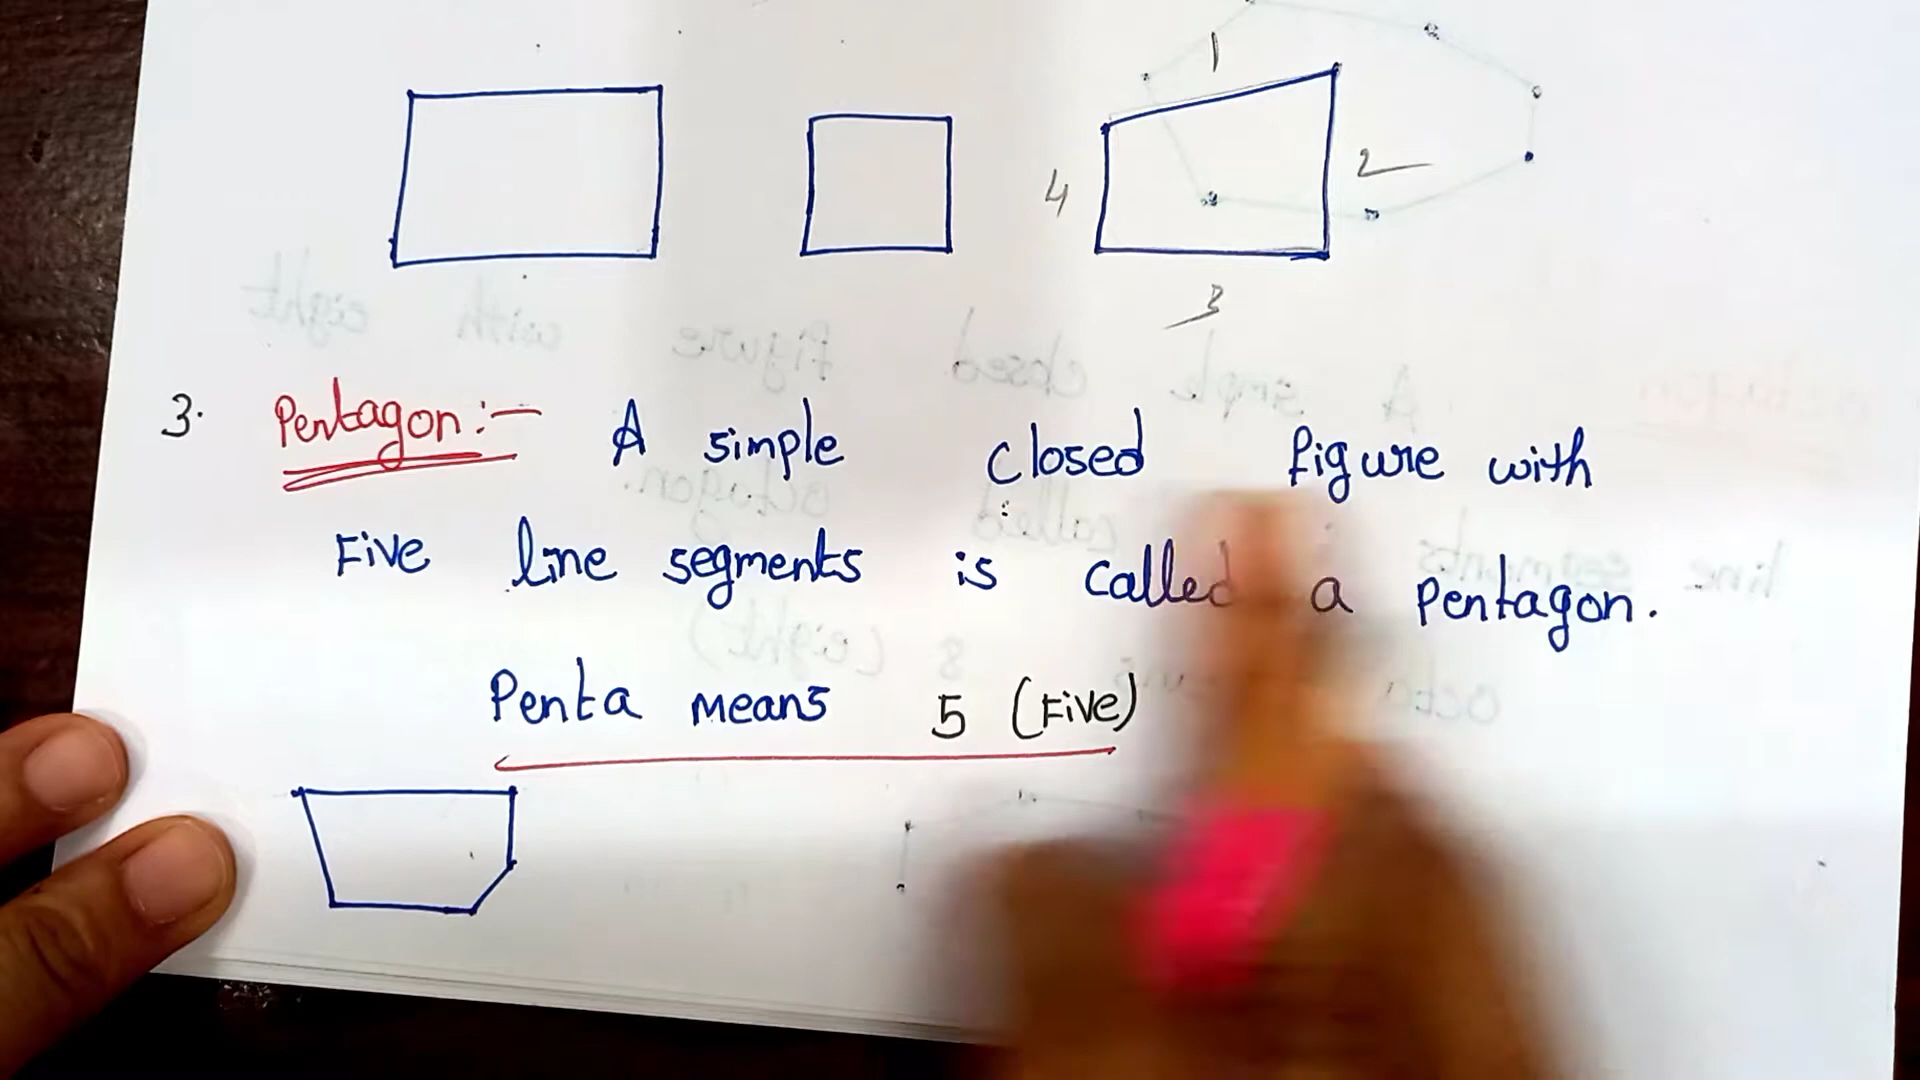 1
2
4
3
3. Pentagon:- A simple closed figure with
Five line segments is called a pentagon.
Penta means 5 (Five)